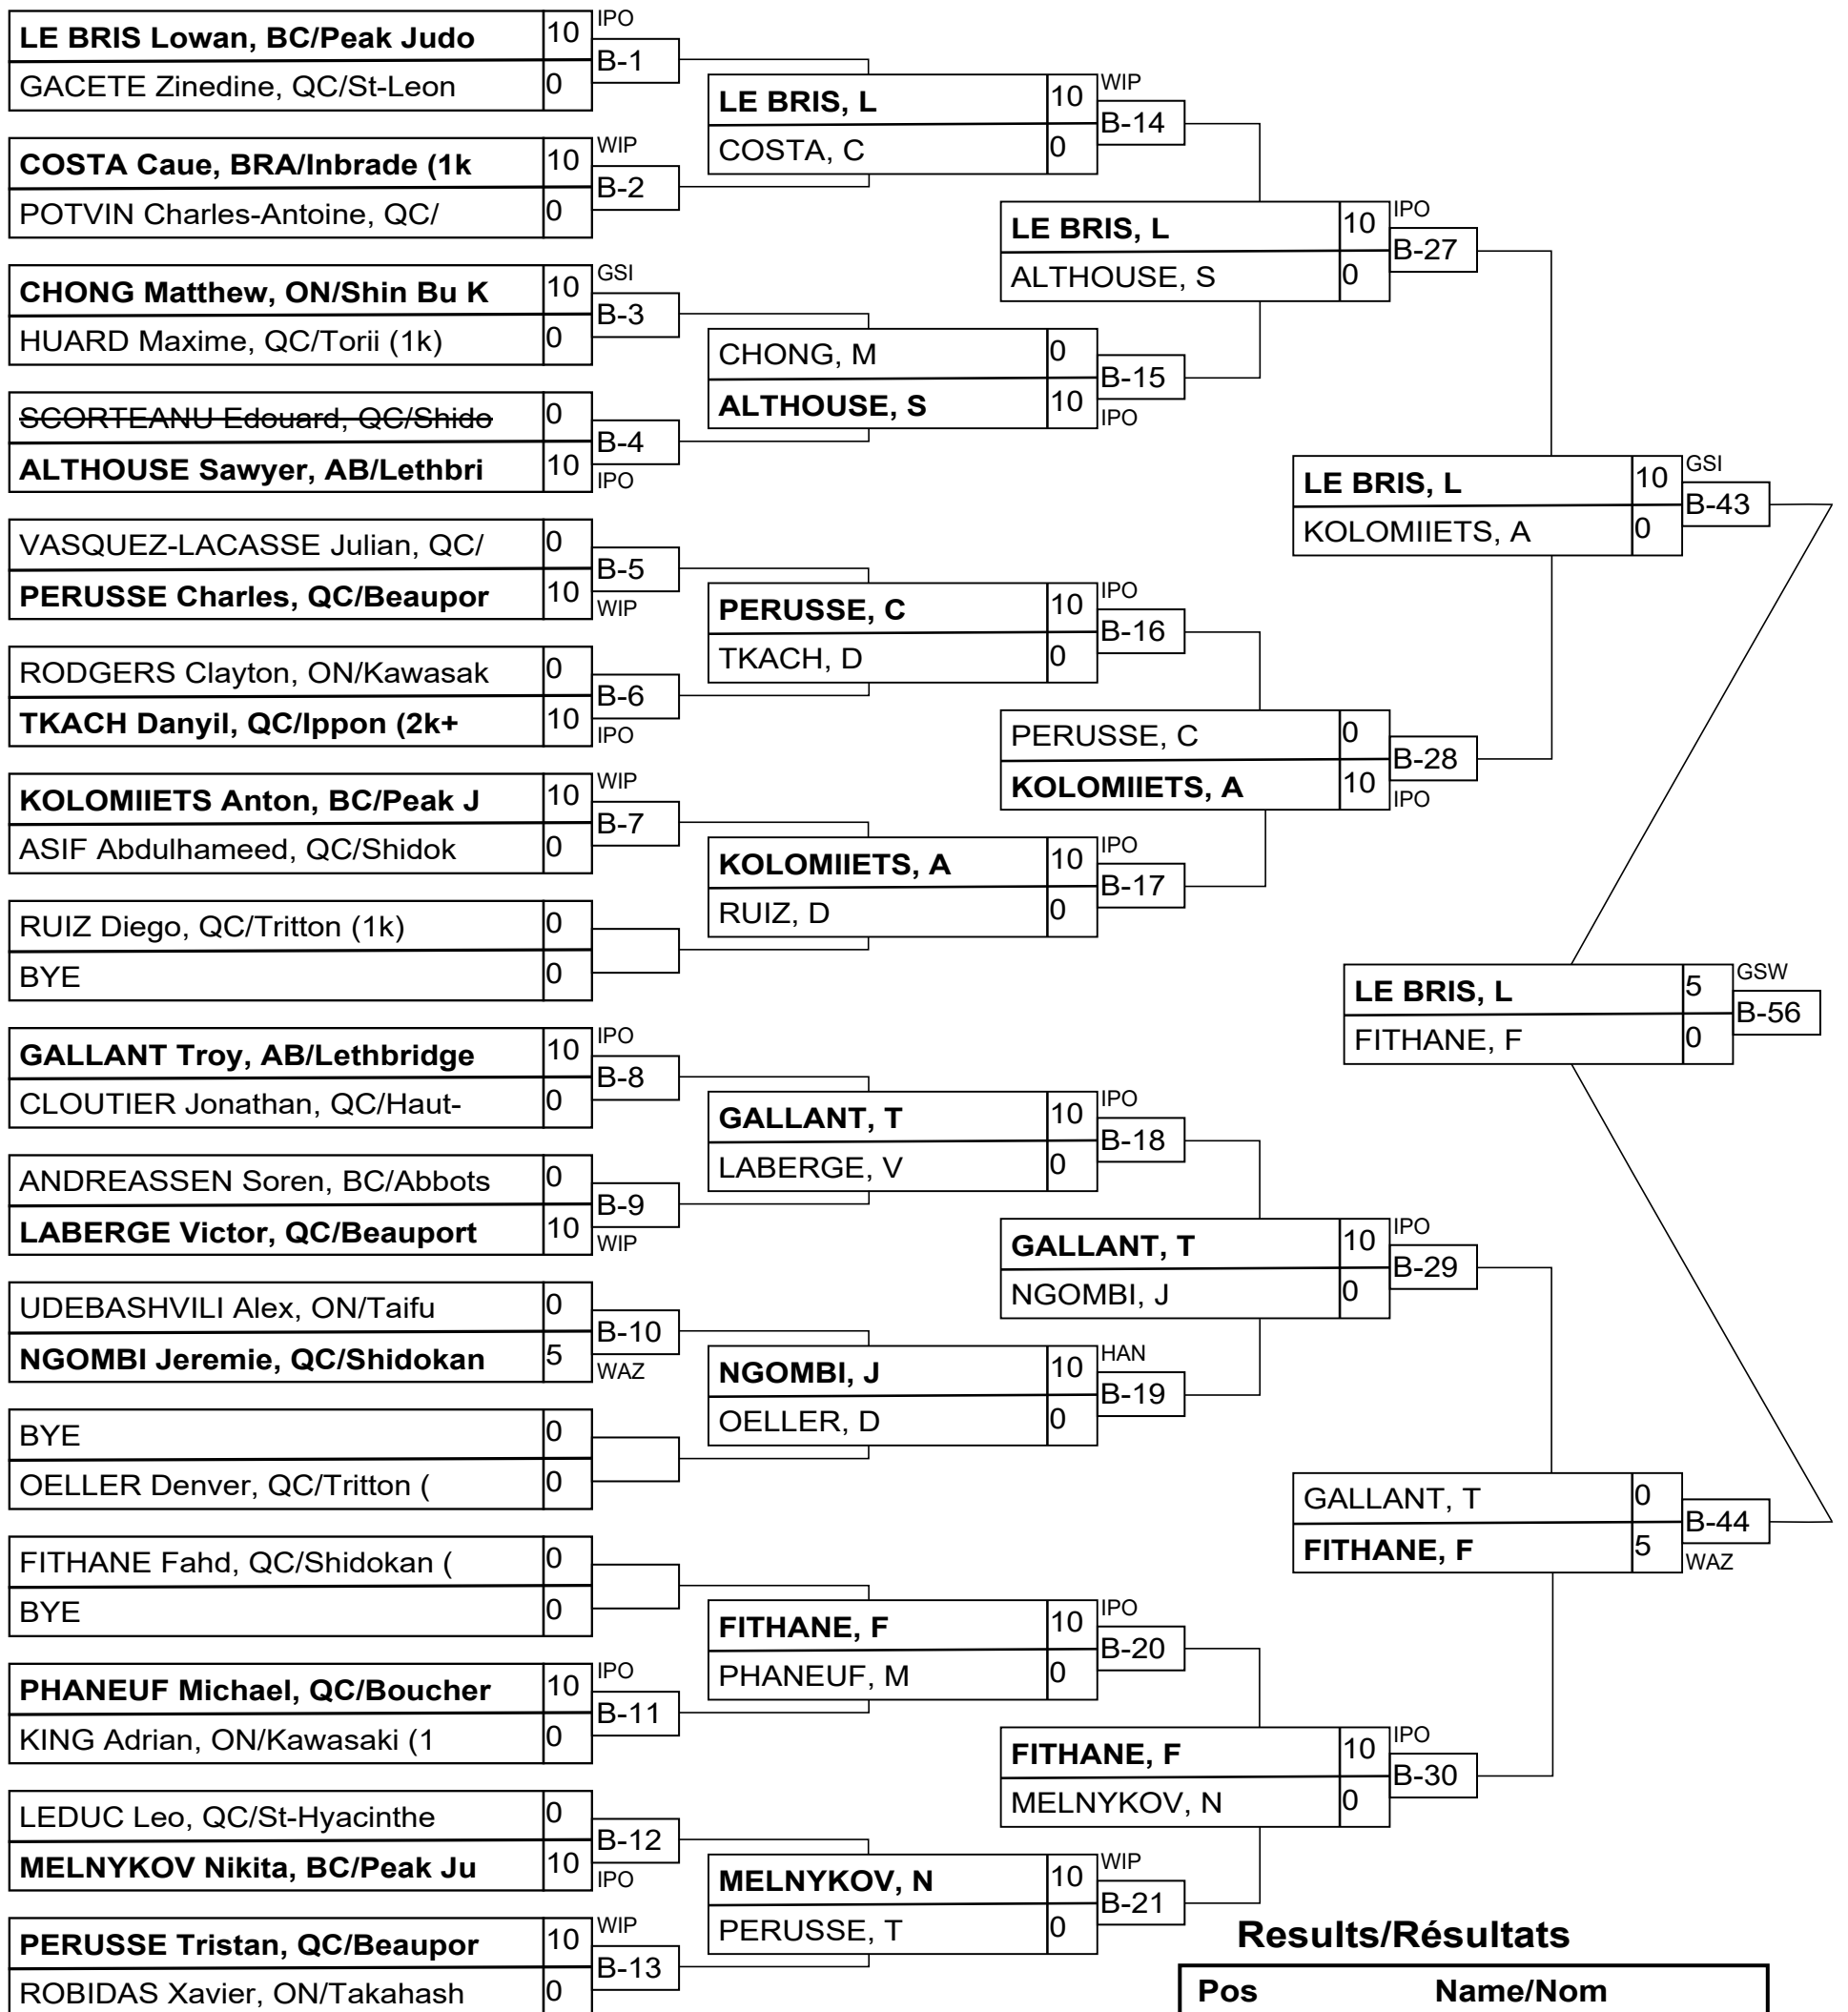 LE BRIS Lowan, BC/Peak Judo 10 IPO
B-1
GACETE Zinedine, QC/St-Leon 0
COSTA Caue, BRA/Inbrade (1k 10 WIP
B-2
POTVIN Charles-Antoine, QC/ 0
CHONG Matthew, ON/Shin Bu K 10 GSI
B-3
HUARD Maxime, QC/Torii (1k) 0
SCORTEANU Edouard, QC/Shido 0
B-4
ALTHOUSE Sawyer, AB/Lethbri 10 IPO
VASQUEZ-LACASSE Julian, QC/ 0
B-5
PERUSSE Charles, QC/Beaupor 10 WIP
RODGERS Clayton, ON/Kawasak 0
B-6
TKACH Danyil, QC/Ippon (2k+ 10 IPO
KOLOMIIETS Anton, BC/Peak J 10 WIP
B-7
ASIF Abdulhameed, QC/Shidok 0
RUIZ Diego, QC/Tritton (1k) 0
BYE 0
GALLANT Troy, AB/Lethbridge 10 IPO
B-8
CLOUTIER Jonathan, QC/Haut- 0
ANDREASSEN Soren, BC/Abbots 0
B-9
LABERGE Victor, QC/Beauport 10 WIP
UDEBASHVILI Alex, ON/Taifu 0
B-10
NGOMBI Jeremie, QC/Shidokan 5 WAZ
BYE 0
OELLER Denver, QC/Tritton ( 0
FITHANE Fahd, QC/Shidokan ( 0
BYE 0
PHANEUF Michael, QC/Boucher 10 IPO
B-11
KING Adrian, ON/Kawasaki (1 0
LEDUC Leo, QC/St-Hyacinthe 0
B-12
MELNYKOV Nikita, BC/Peak Ju 10 IPO
PERUSSE Tristan, QC/Beaupor 10 WIP
B-13
ROBIDAS Xavier, ON/Takahash 0
LE BRIS, L 10 WIP
B-14
COSTA, C 0
CHONG, M 0
B-15
ALTHOUSE, S 10 IPO
PERUSSE, C 10 IPO
B-16
TKACH, D 0
KOLOMIIETS, A 10 IPO
B-17
RUIZ, D 0
GALLANT, T 10 IPO
B-18
LABERGE, V 0
NGOMBI, J 10 HAN
B-19
OELLER, D 0
FITHANE, F 10 IPO
B-20
PHANEUF, M 0
MELNYKOV, N 10 WIP
B-21
PERUSSE, T 0
LE BRIS, L 10 IPO
B-27
ALTHOUSE, S 0
PERUSSE, C 0
B-28
KOLOMIIETS, A 10 IPO
GALLANT, T 10 IPO
B-29
NGOMBI, J 0
FITHANE, F 10 IPO
B-30
MELNYKOV, N 0
LE BRIS, L 10 GSI
B-43
KOLOMIIETS, A 0
GALLANT, T 0
B-44
FITHANE, F 5 WAZ
LE BRIS, L 5 GSW
B-56
FITHANE, F 0
Results/Résultats
Pos Name/Nom